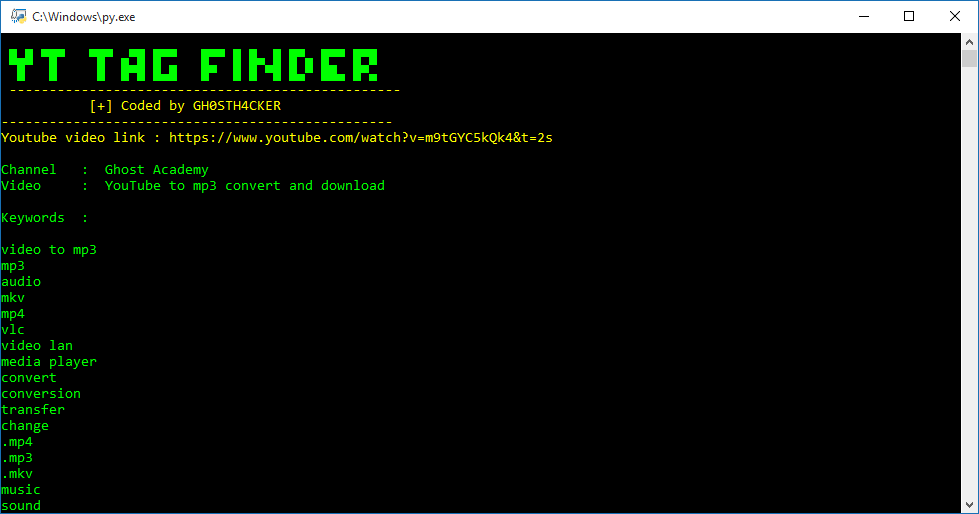 C:\Windows\py.exe
YT TAG FINDER
-------------------------------------------------
[+] Coded by GH0STH4CKER
-------------------------------------------------
Youtube video link : https://www.youtube.com/watch?v=m9tGYC5kQk4&t=2s
Channel   :  Ghost Academy
Video     :  YouTube to mp3 convert and download
Keywords  :
video to mp3
mp3
audio
mkv
mp4
vlc
video lan
media player
convert
conversion
transfer
change
.mp4
.mp3
.mkv
music
sound